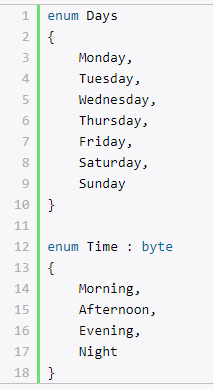 1 enum Days
2 {
3     Monday,
4     Tuesday,
5     Wednesday,
6     Thursday,
7     Friday,
8     Saturday,
9     Sunday
10 }
11
12 enum Time : byte
13 {
14     Morning,
15     Afternoon,
16     Evening,
17     Night
18 }